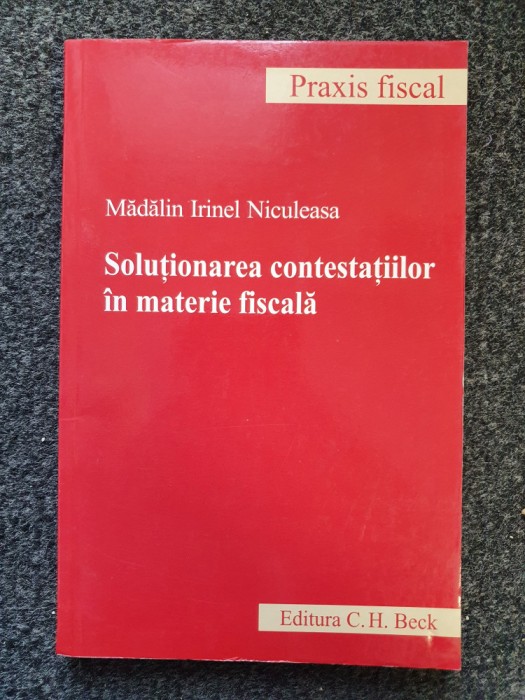 Praxis fiscal
Mădălin Irinel Niculeasa
Soluționarea contestațiilor
în materie fiscală
Editura C. H. Beck